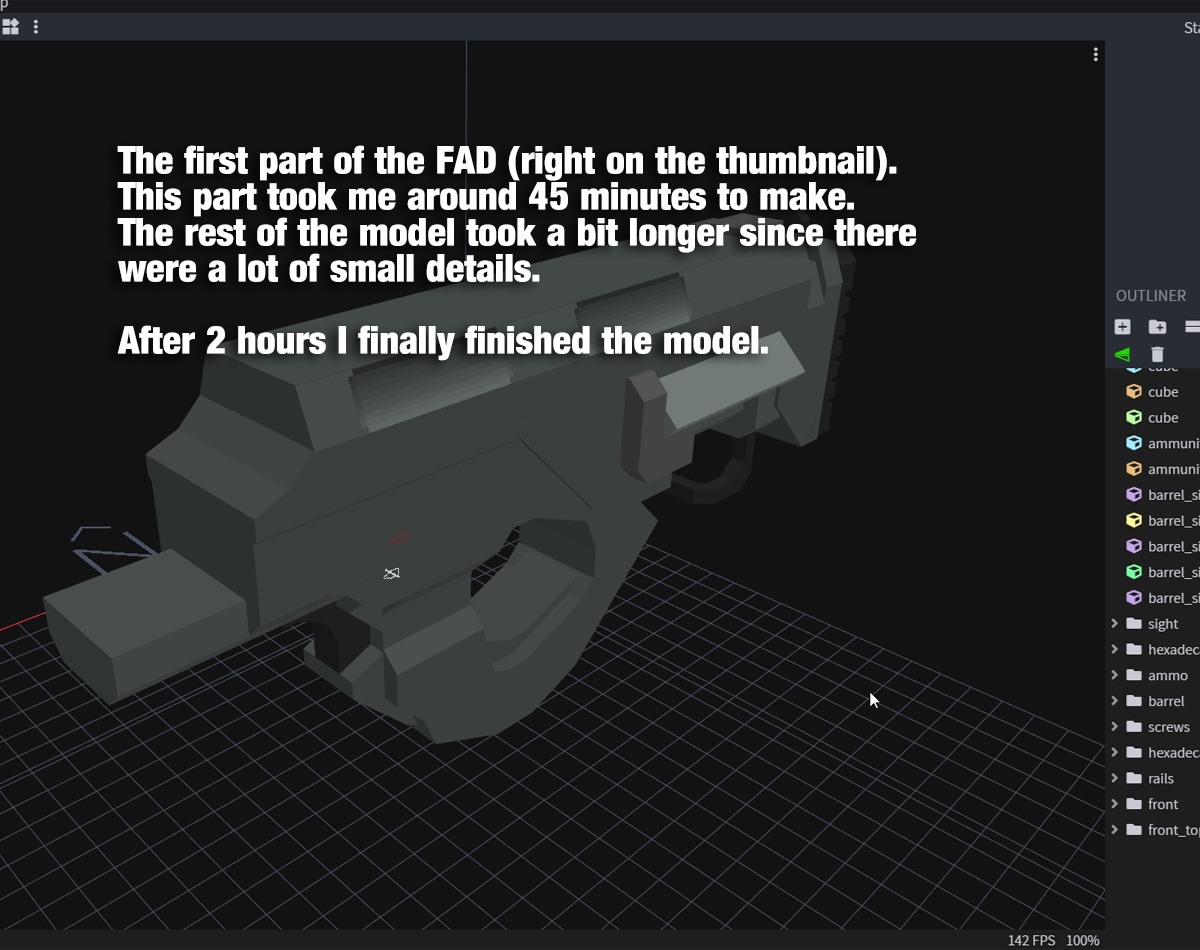 p
Sta
The first part of the FAD (right on the thumbnail).
This part took me around 45 minutes to make.
The rest of the model took a bit longer since there
were a lot of small details.
After 2 hours I finally finished the model.
OUTLINER
cube
cube
cube
ammuni
ammuni
barrel_si
barrel_si
barrel_si
barrel_si
barrel_si
sight
hexadeca
ammo
barrel
screws
hexadeca
rails
front
front_top
142 FPS 100%